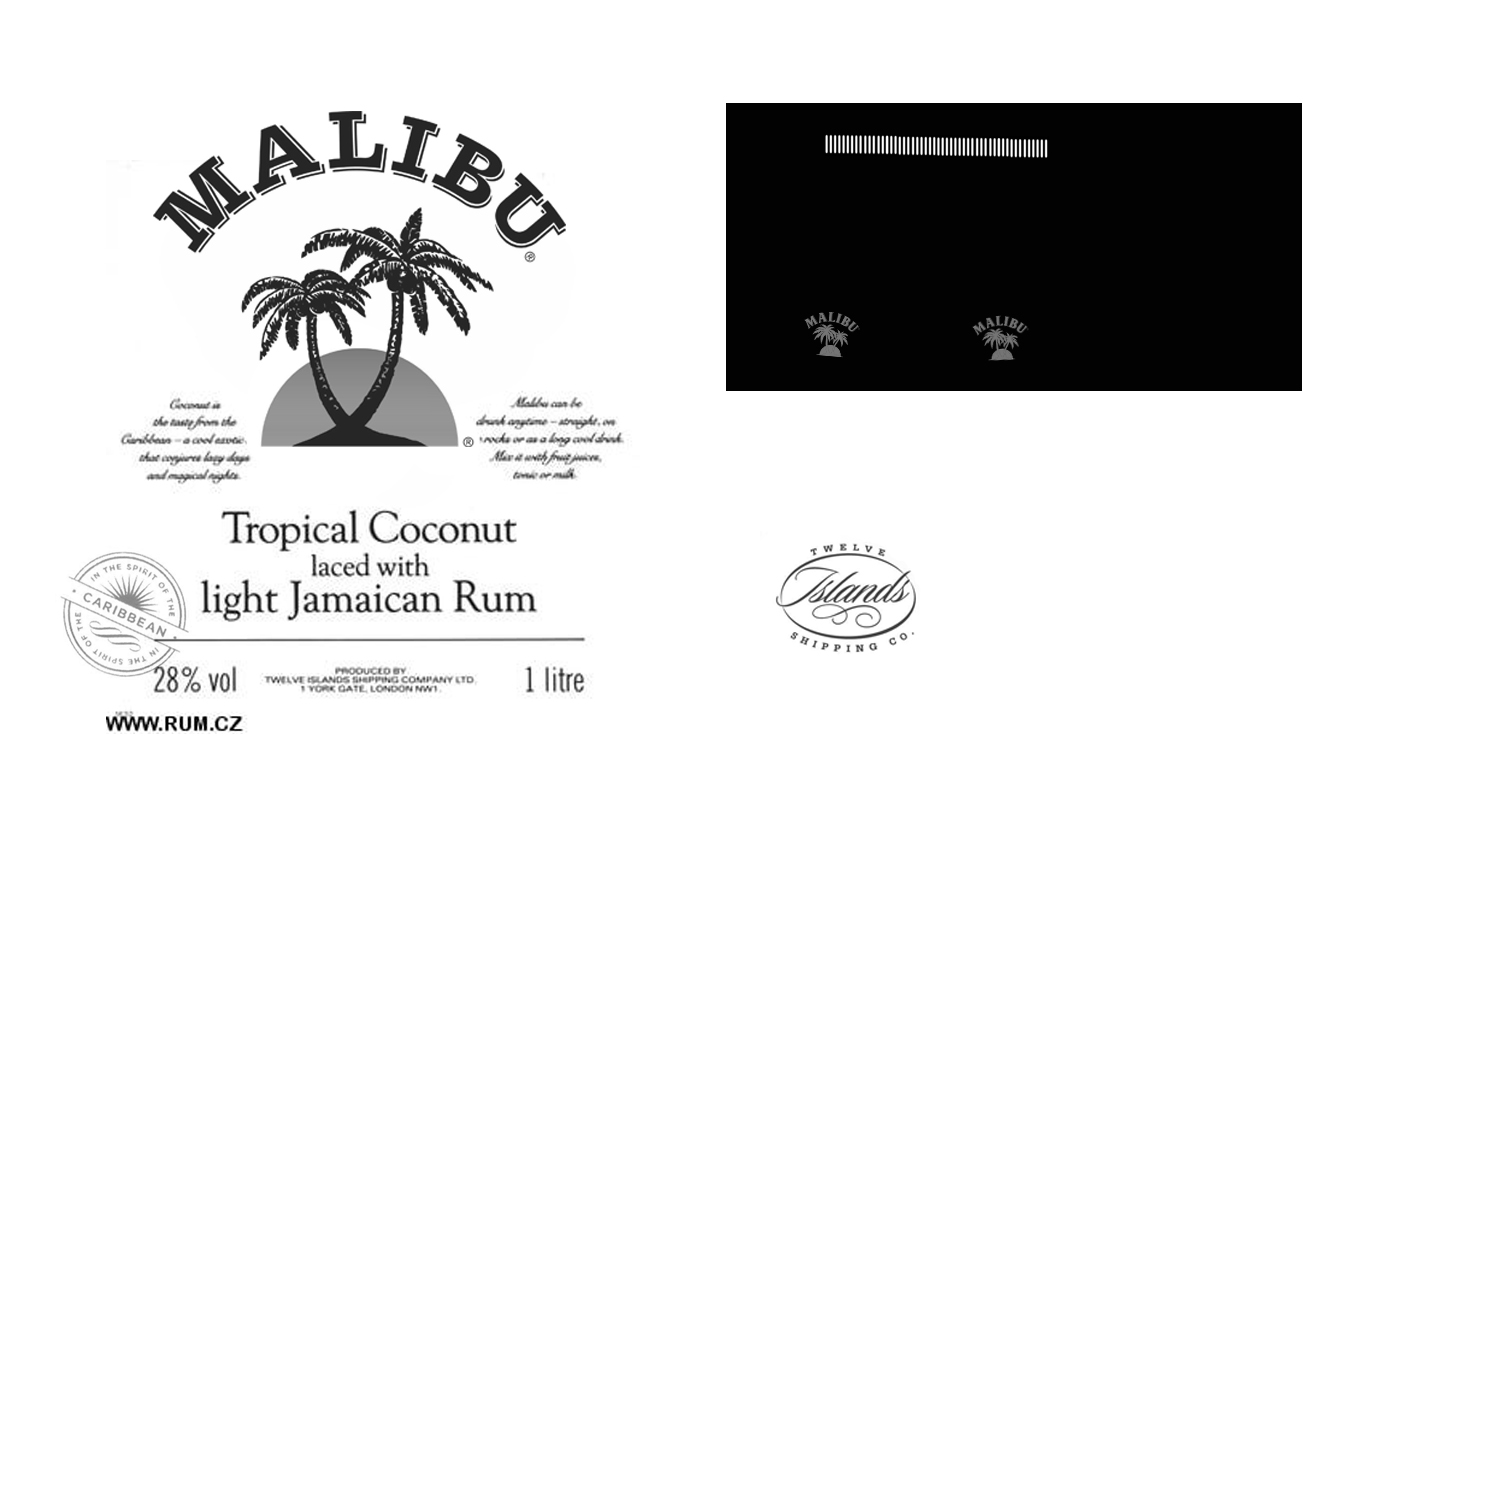 MALIBU
®
Coconut is
the taste from the
Caribbean – a cool exotic.
that conjures lazy days
and magical nights.
®
Malibu can be
drunk anytime – straight, on
rocks or as a long cool drink.
Mix it with fruit juices,
tonic or milk.
Tropical Coconut
laced with
light Jamaican Rum
IN THE SPIRIT OF THE
CARIBBEAN
IN THE SPIRIT OF THE
28% vol
PRODUCED BY
TWELVE ISLANDS SHIPPING COMPANY LTD.
1 YORK GATE, LONDON NW1.
1 litre
WWW.RUM.CZ
MALIBU
MALIBU
TWELVE
Islands
SHIPPING CO.